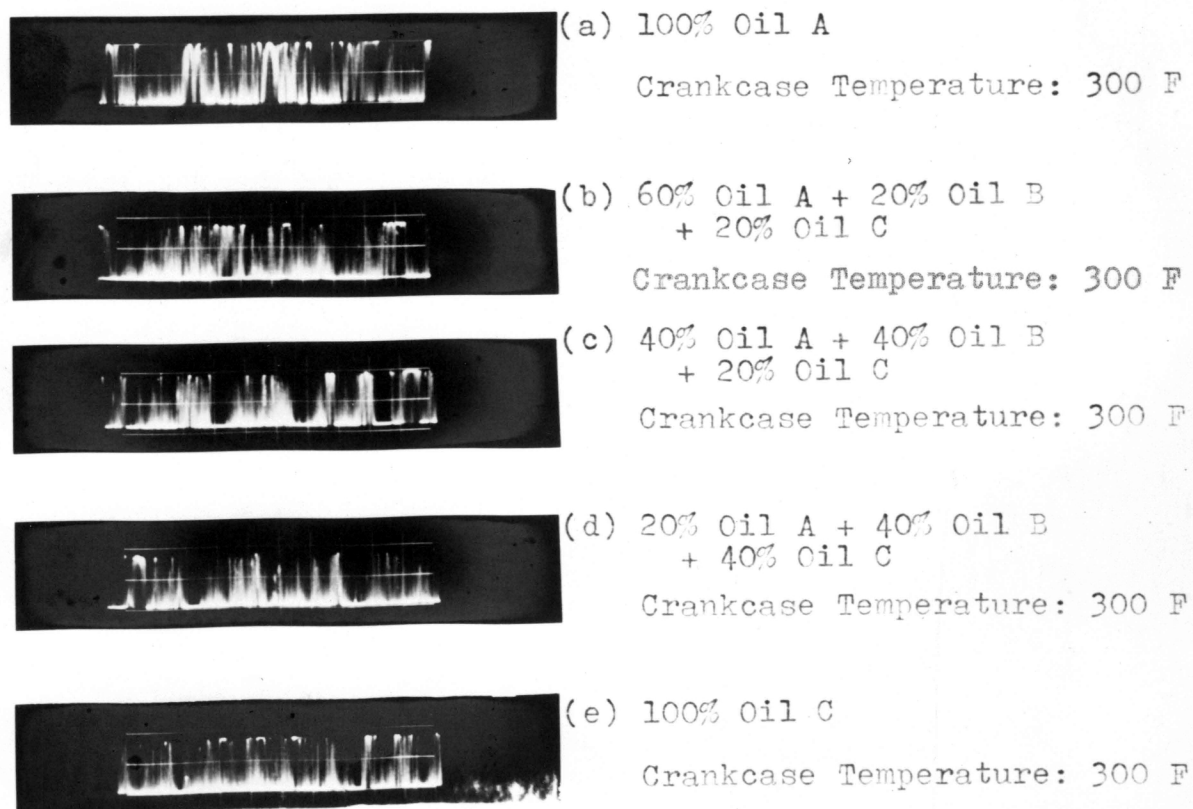 (a) 100% Oil A
Crankcase Temperature: 300 F
(b) 60% Oil A + 20% Oil B
+ 20% Oil C
Crankcase Temperature: 300 F
(c) 40% Oil A + 40% Oil B
+ 20% Oil C
Crankcase Temperature: 300 F
(d) 20% Oil A + 40% Oil B
+ 40% Oil C
Crankcase Temperature: 300 F
(e) 100% Oil C
Crankcase Temperature: 300 F